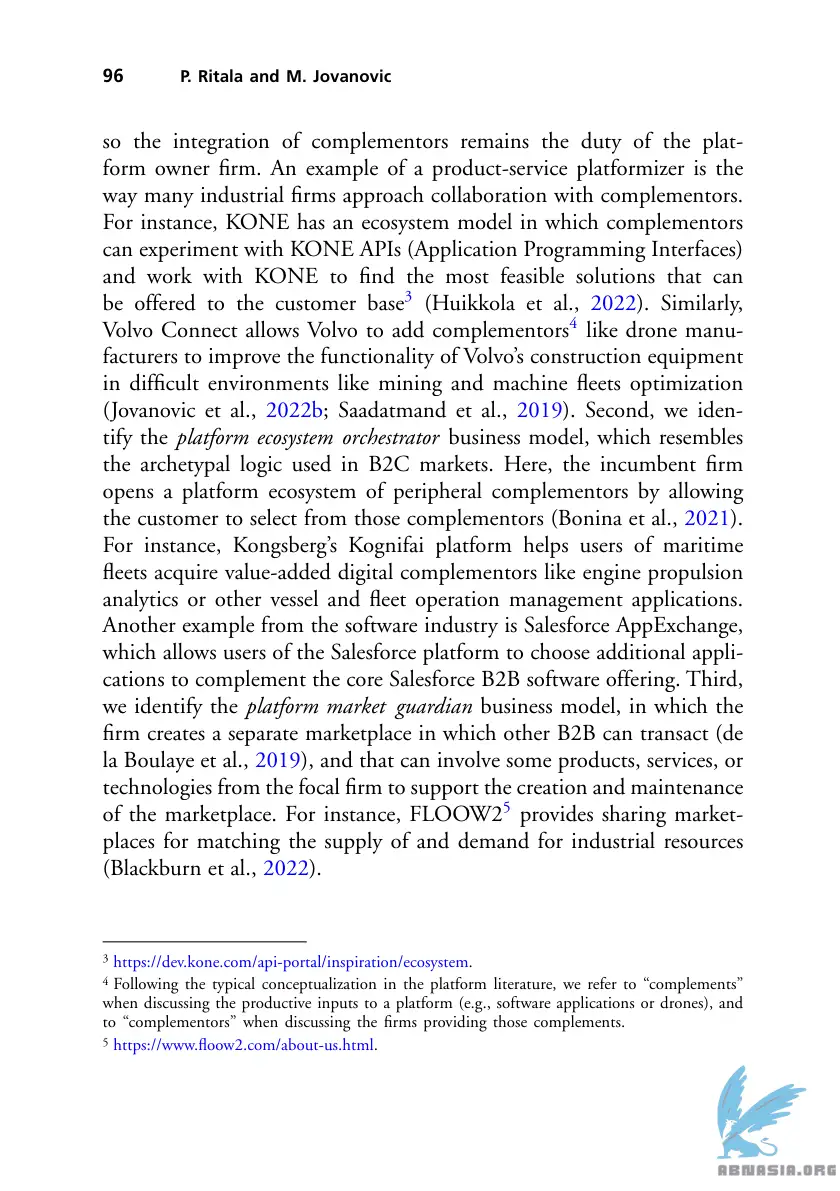 96 P. Ritala and M. Jovanovic
so the integration of complementors remains the duty of the plat-
form owner firm. An example of a product-service platformizer is the
way many industrial firms approach collaboration with complementors.
For instance, KONE has an ecosystem model in which complementors
can experiment with KONE APIs (Application Programming Interfaces)
and work with KONE to find the most feasible solutions that can
be offered to the customer base3 (Huikkola et al., 2022). Similarly,
Volvo Connect allows Volvo to add complementors4 like drone manu-
facturers to improve the functionality of Volvo's construction equipment
in difficult environments like mining and machine fleets optimization
(Jovanovic et al., 2022b; Saadatmand et al., 2019). Second, we iden-
tify the platform ecosystem orchestrator business model, which resembles
the archetypal logic used in B2C markets. Here, the incumbent firm
opens a platform ecosystem of peripheral complementors by allowing
the customer to select from those complementors (Bonina et al., 2021).
For instance, Kongsberg's Kognifai platform helps users of maritime
fleets acquire value-added digital complementors like engine propulsion
analytics or other vessel and fleet operation management applications.
Another example from the software industry is Salesforce AppExchange,
which allows users of the Salesforce platform to choose additional appli-
cations to complement the core Salesforce B2B software offering. Third,
we identify the platform market guardian business model, in which the
firm creates a separate marketplace in which other B2B can transact (de
la Boulaye et al., 2019), and that can involve some products, services, or
technologies from the focal firm to support the creation and maintenance
of the marketplace. For instance, FLOOW25 provides sharing market-
places for matching the supply of and demand for industrial resources
(Blackburn et al., 2022).
3 https://dev.kone.com/api-portal/inspiration/ecosystem.
4 Following the typical conceptualization in the platform literature, we refer to "complements"
when discussing the productive inputs to a platform (e.g., software applications or drones), and
to "complementors" when discussing the firms providing those complements.
5 https://www.floow2.com/about-us.html.
ABNASIA.ORG